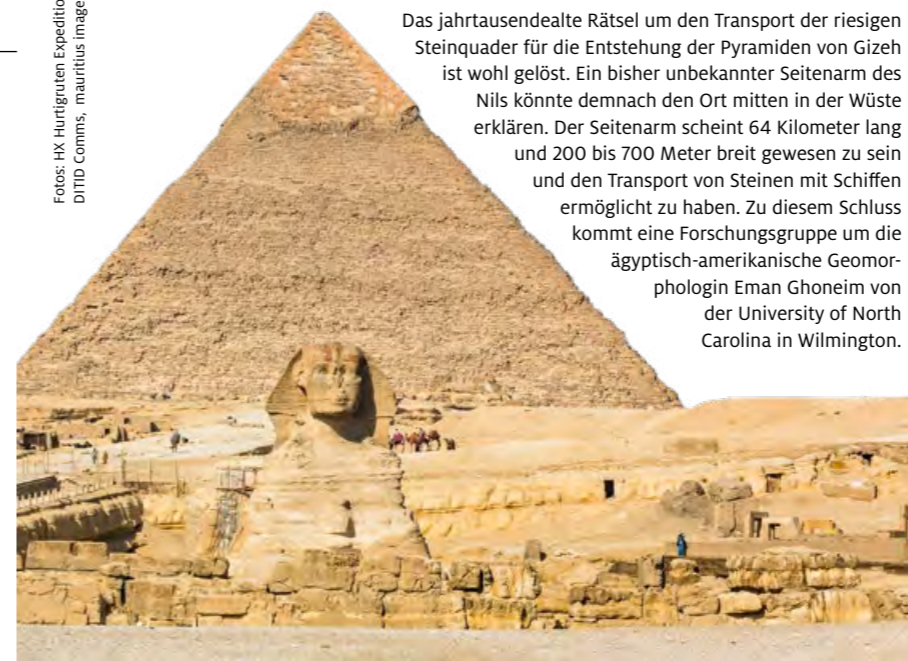 Fotos: HX Hurtigruten
DITID Comms, mauritius
Das jahrtausendealte Rätsel um den Transport der riesigen
Steinquader für die Entstehung der Pyramiden von Gizeh
ist wohl gelöst. Ein bisher unbekannter Seitenarm des
Nils könnte demnach den Ort mitten in der Wüste
erklären. Der Seitenarm scheint 64 Kilometer lang
und 200 bis 700 Meter breit gewesen zu sein
und den Transport von Steinen mit Schiffen
ermöglicht zu haben. Zu diesem Schluss
kommt eine Forschungsgruppe um die
ägyptisch-amerikanische Geomor-
phologin Eman Ghoneim von
der University of North
Carolina in Wilmington.